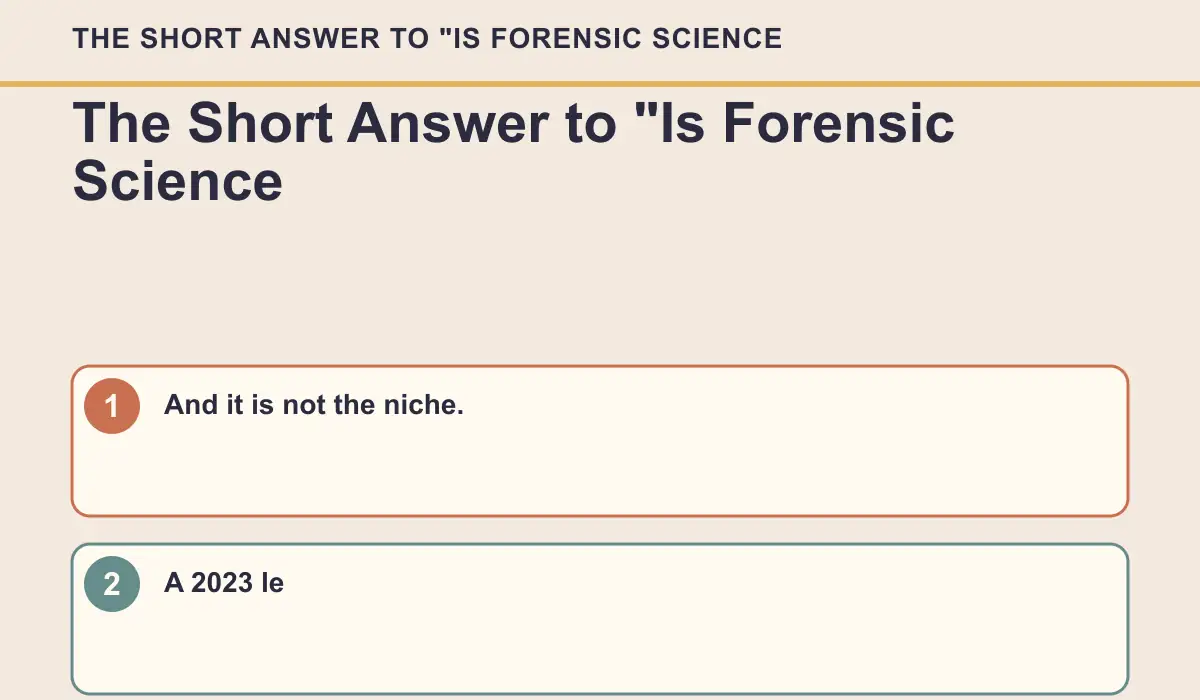 THE SHORT ANSWER TO "IS FORENSIC SCIENCE
The Short Answer to "Is Forensic
Science
1
And it is not the niche.
2
A 2023 le